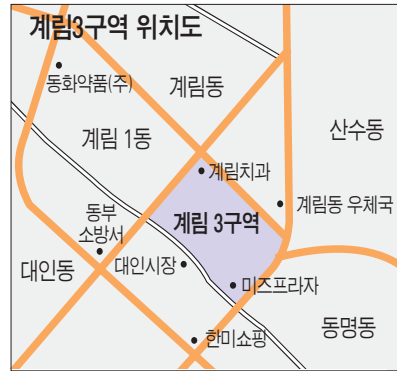 계림3구역 위치도
동화약품(주)
계림동
산수동
계림 1동
계림치과
계림동 우체국
계림 3구역
동부
소방서
대인동
대인시장
미즈프라자
동명동
한미쇼핑